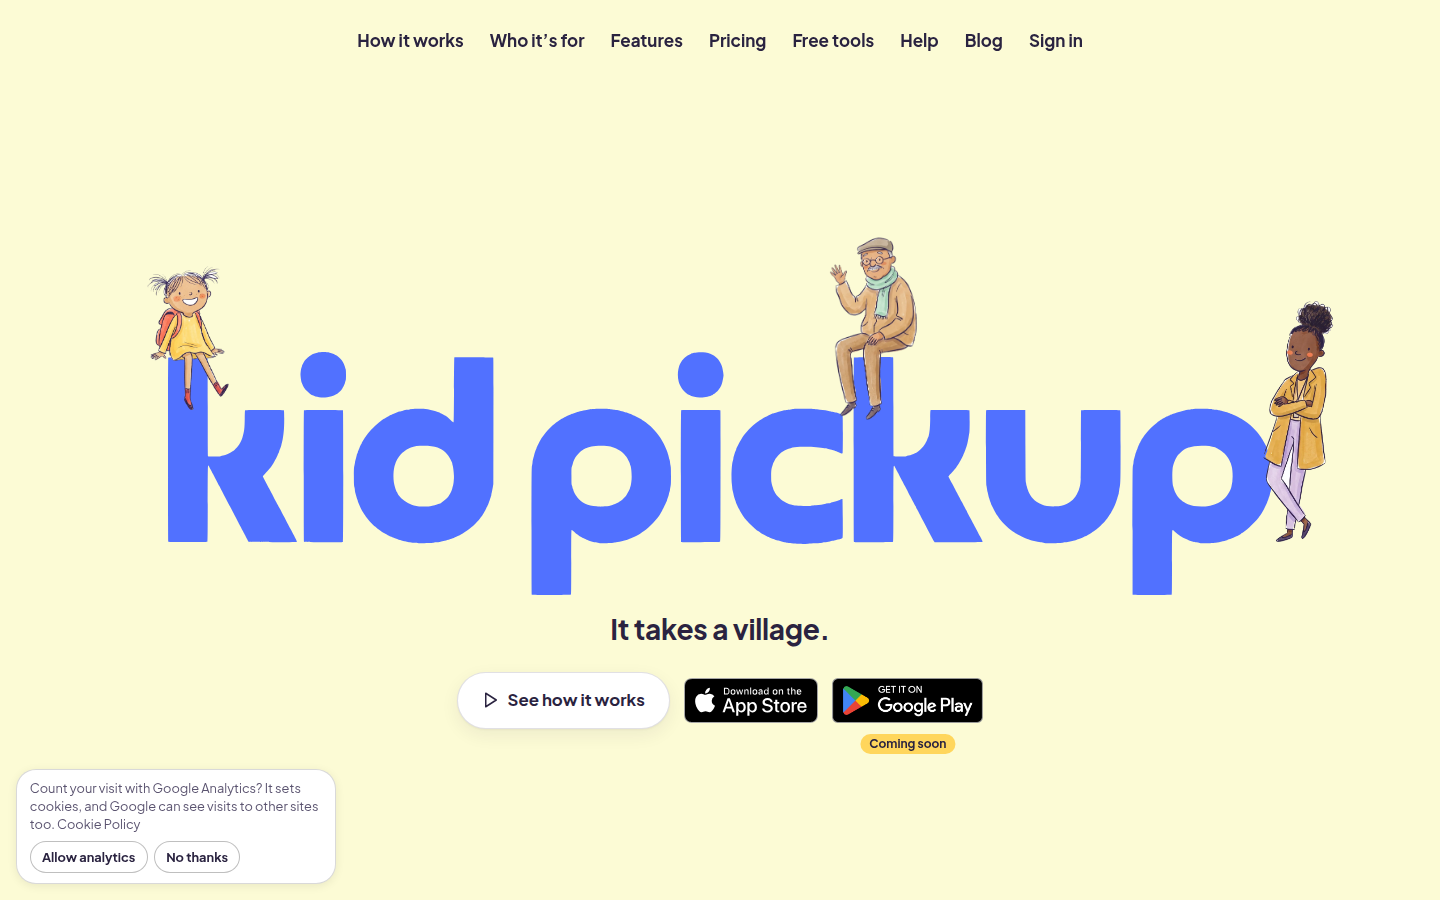 How it works Who it’s for Features Pricing Free tools Help Blog Sign in
kid pickup
It takes a village.
See how it works
Download on the
App Store
GET IT ON
Google Play
Coming soon
Count your visit with Google Analytics? It sets
cookies, and Google can see visits to other sites
too. Cookie Policy
Allow analytics No thanks